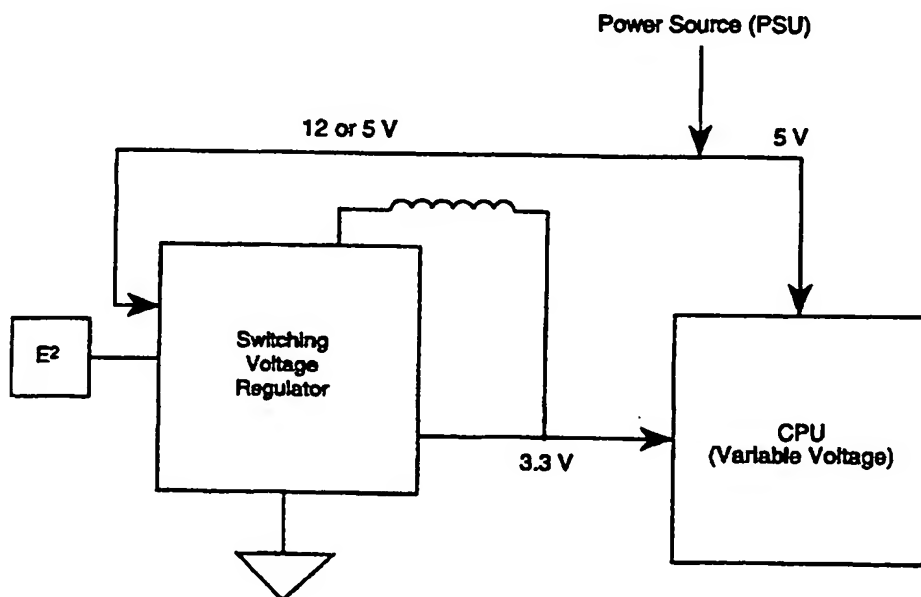 Power Source (PSU)
12 or 5 V
5 V
E²
Switching
Voltage
Regulator
3.3 V
CPU
(Variable Voltage)